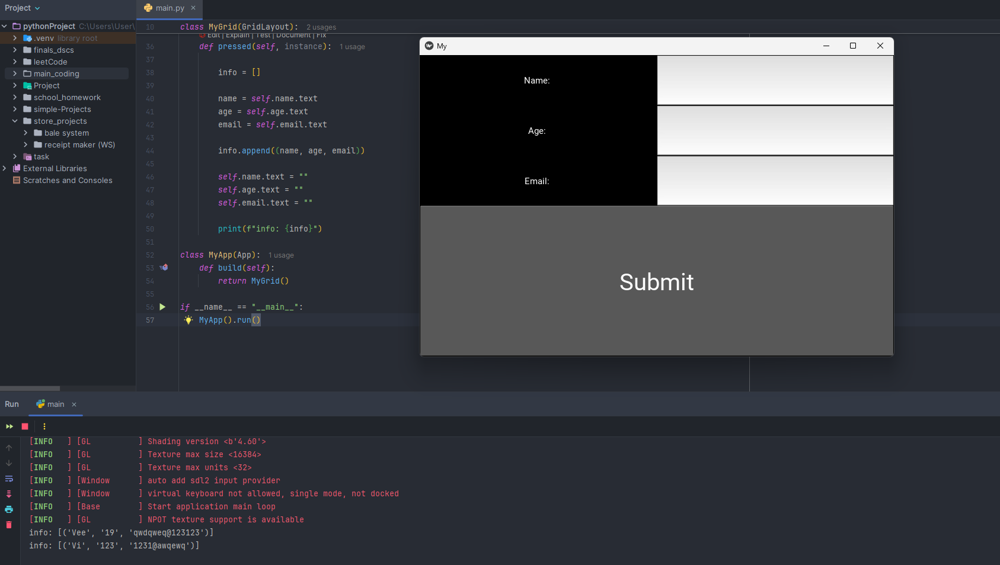 Project
main.py
pythonProject C:\Users\User\
.venv library root
finals_dscs
leetCode
main_coding
Project
school_homework
simple-Projects
store_projects
bale system
receipt maker (WS)
task
External Libraries
Scratches and Consoles
10 class MyGrid(GridLayout): 2 usages
Edit | Explain | Test | Document | Fix
36 def pressed(self, instance): 1 usage
37
38 info = []
39
40 name = self.name.text
41 age = self.age.text
42 email = self.email.text
43
44 info.append((name, age, email))
45
46 self.name.text = ""
47 self.age.text = ""
48 self.email.text = ""
49
50 print(f"info: {info}")
51
52 class MyApp(App): 1 usage
53 def build(self):
54 return MyGrid()
55
56 if __name__ == "__main__":
57 MyApp().run()
My
Name:
Age:
Email:
Submit
Run main
[INFO   ] [GL          ] Shading version <b'4.60'>
[INFO   ] [GL          ] Texture max size <16384>
[INFO   ] [GL          ] Texture max units <32>
[INFO   ] [Window      ] auto add sdl2 input provider
[INFO   ] [Window      ] virtual keyboard not allowed, single mode, not docked
[INFO   ] [Base        ] Start application main loop
[INFO   ] [GL          ] NPOT texture support is available
info: [('Vee', '19', 'qwdqweq@123123')]
info: [('Vi', '123', '1231@awqewq')]